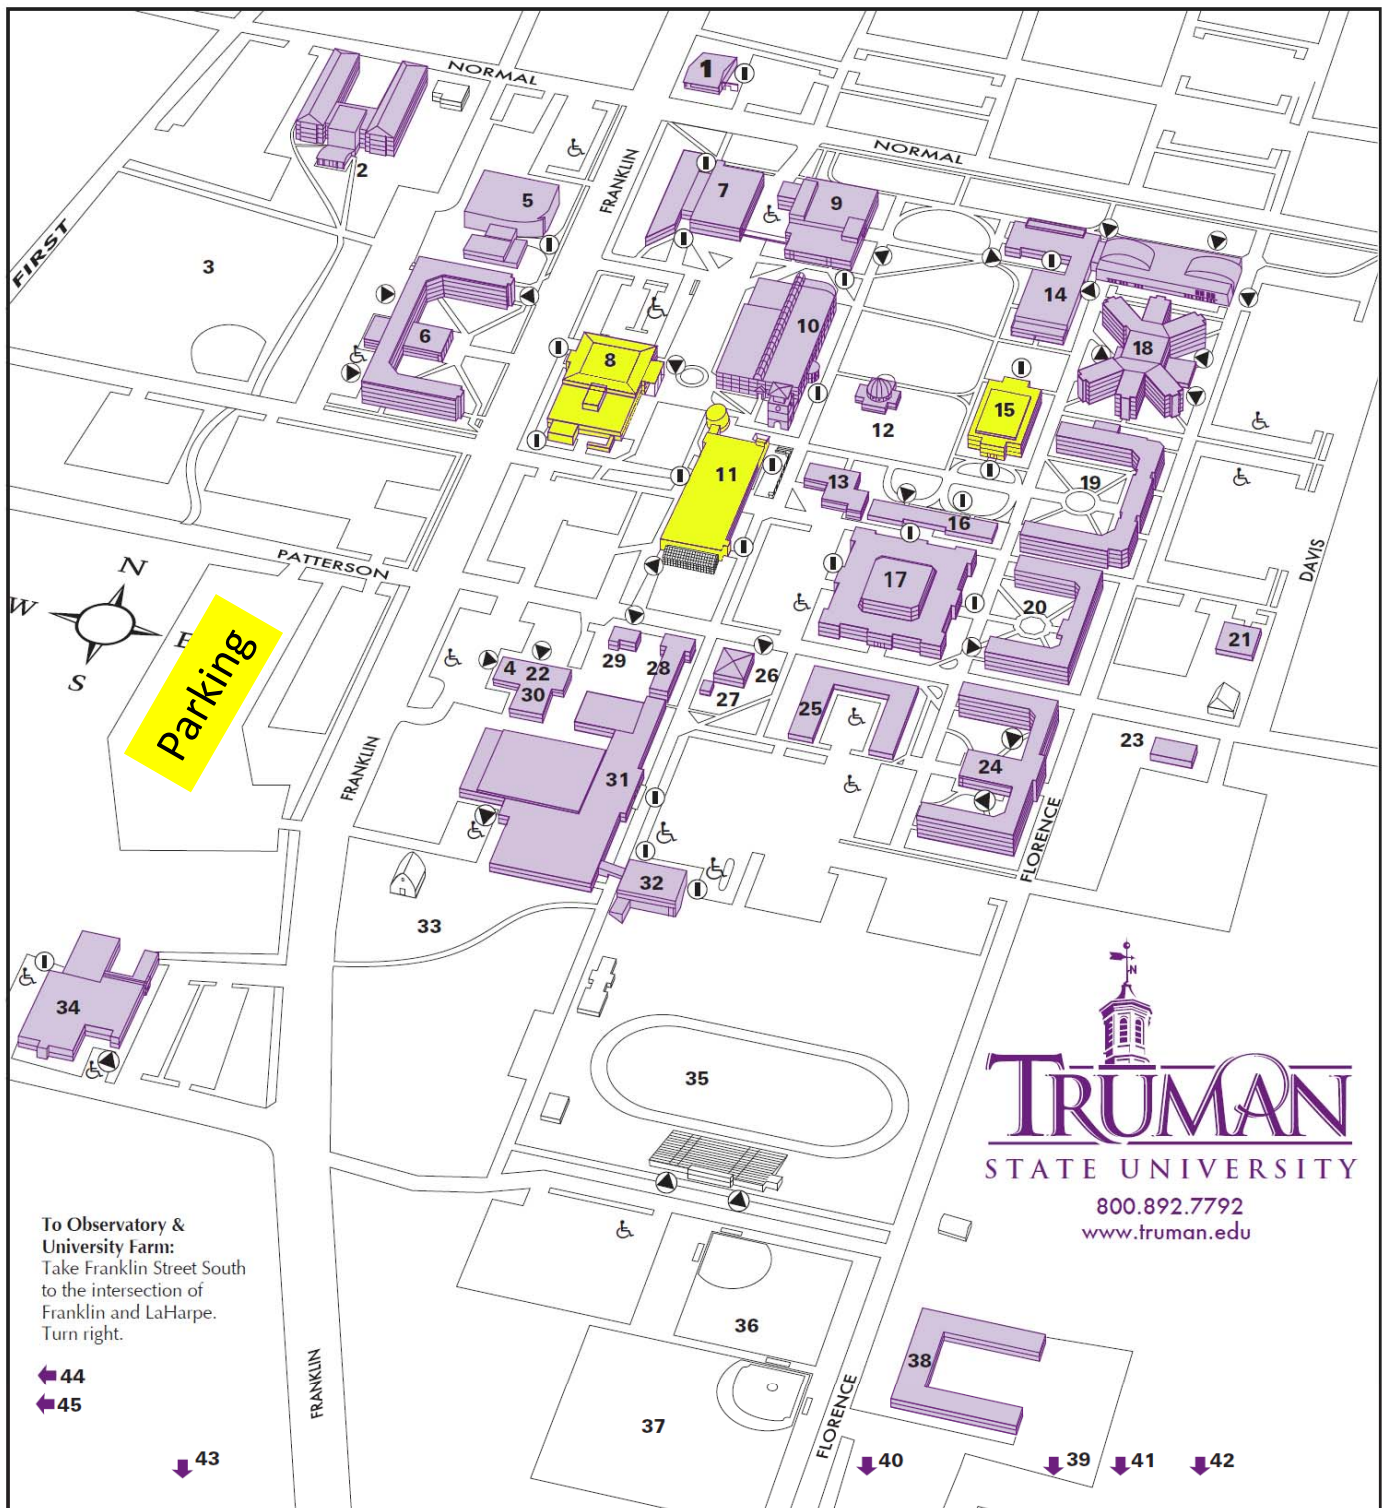 NORMAL
1
2
FRANKLIN
NORMAL
5
7
9
FIRST
3
14
6
10
8
18
15
12
11
13
19
16
PATTERSON
DAVIS
17
N
W
E
S
20
21
Parking
29
28
4
22
26
30
27
25
23
FRANKLIN
31
24
FLORENCE
32
33
34
35
N
TRUMAN
STATE UNIVERSITY
800.892.7792
www.truman.edu
To Observatory &
University Farm:
Take Franklin Street South
to the intersection of
Franklin and LaHarpe.
Turn right.
36
38
44
45
FRANKLIN
FLORENCE
37
43
40
39
41
42